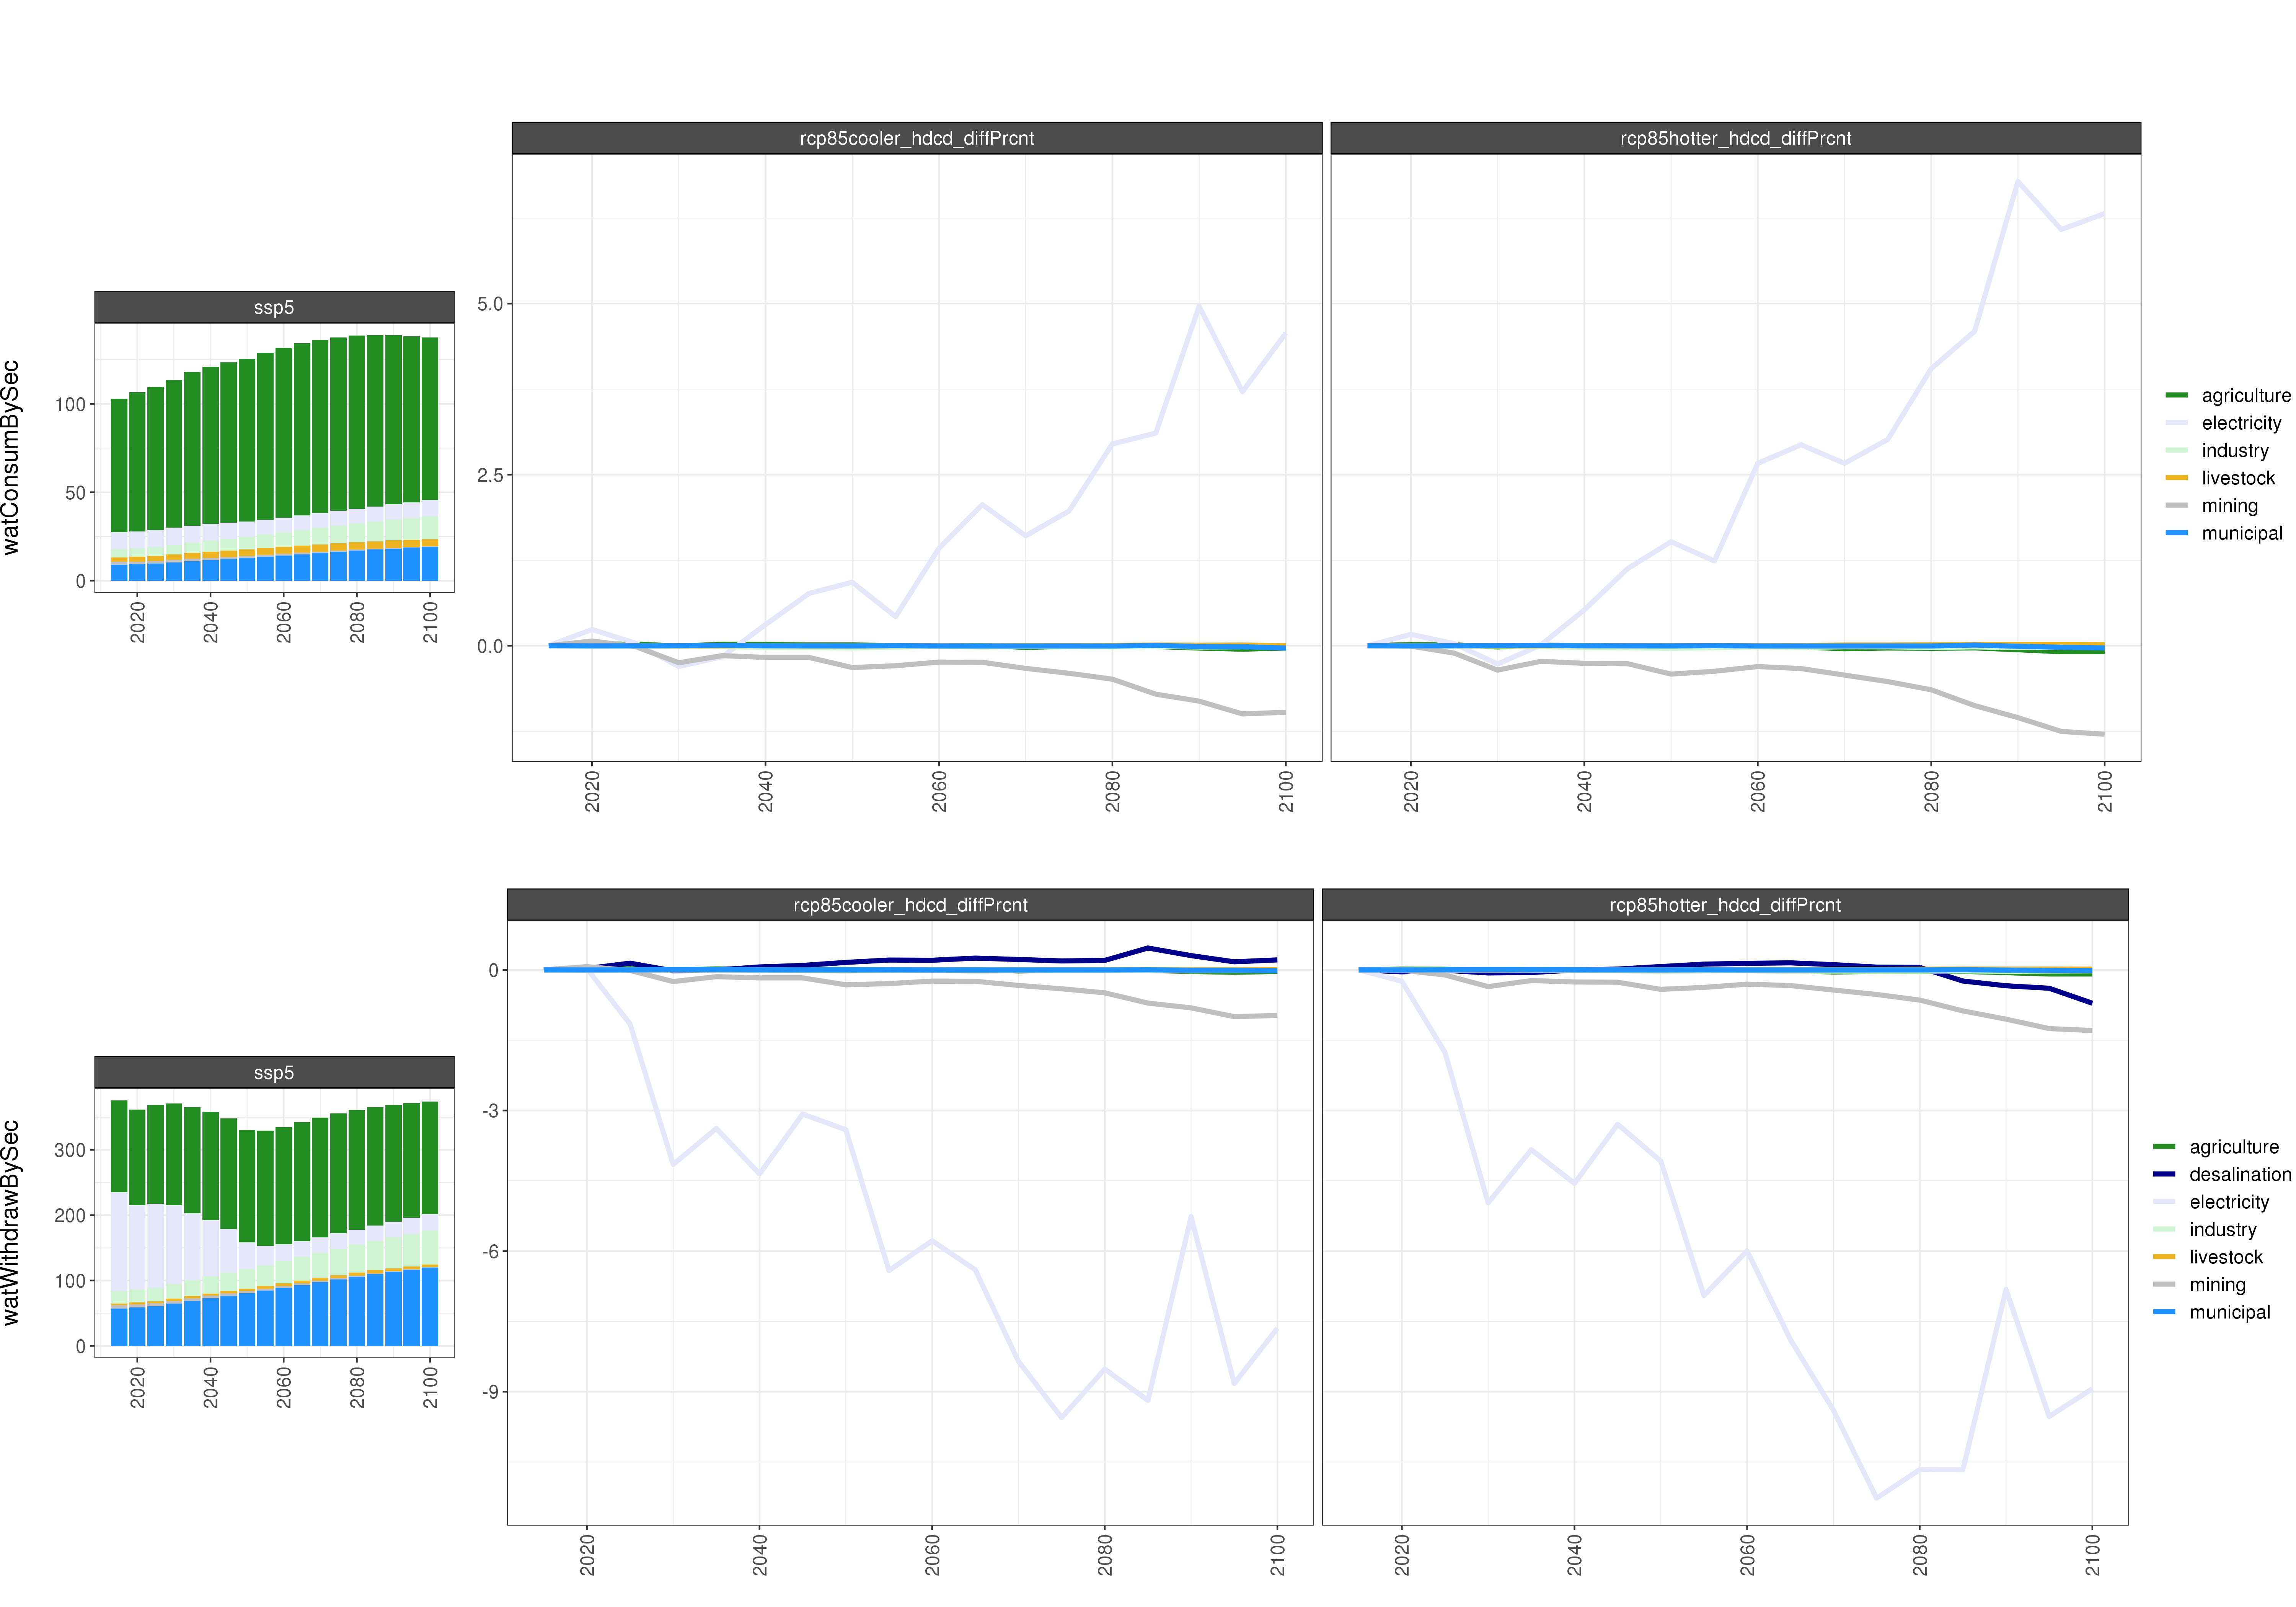 rcp85cooler_hdcd_diffPrcnt
rcp85hotter_hdcd_diffPrcnt
ssp5
watConsumBySec
100
50
0
2020
2040
2060
2080
2100
5.0
2.5
0.0
2020
2040
2060
2080
2100
2020
2040
2060
2080
2100
agriculture
electricity
industry
livestock
mining
municipal
rcp85cooler_hdcd_diffPrcnt
rcp85hotter_hdcd_diffPrcnt
ssp5
watWithdrawBySec
300
200
100
0
2020
2040
2060
2080
2100
0
-3
-6
-9
2020
2040
2060
2080
2100
2020
2040
2060
2080
2100
agriculture
desalination
electricity
industry
livestock
mining
municipal